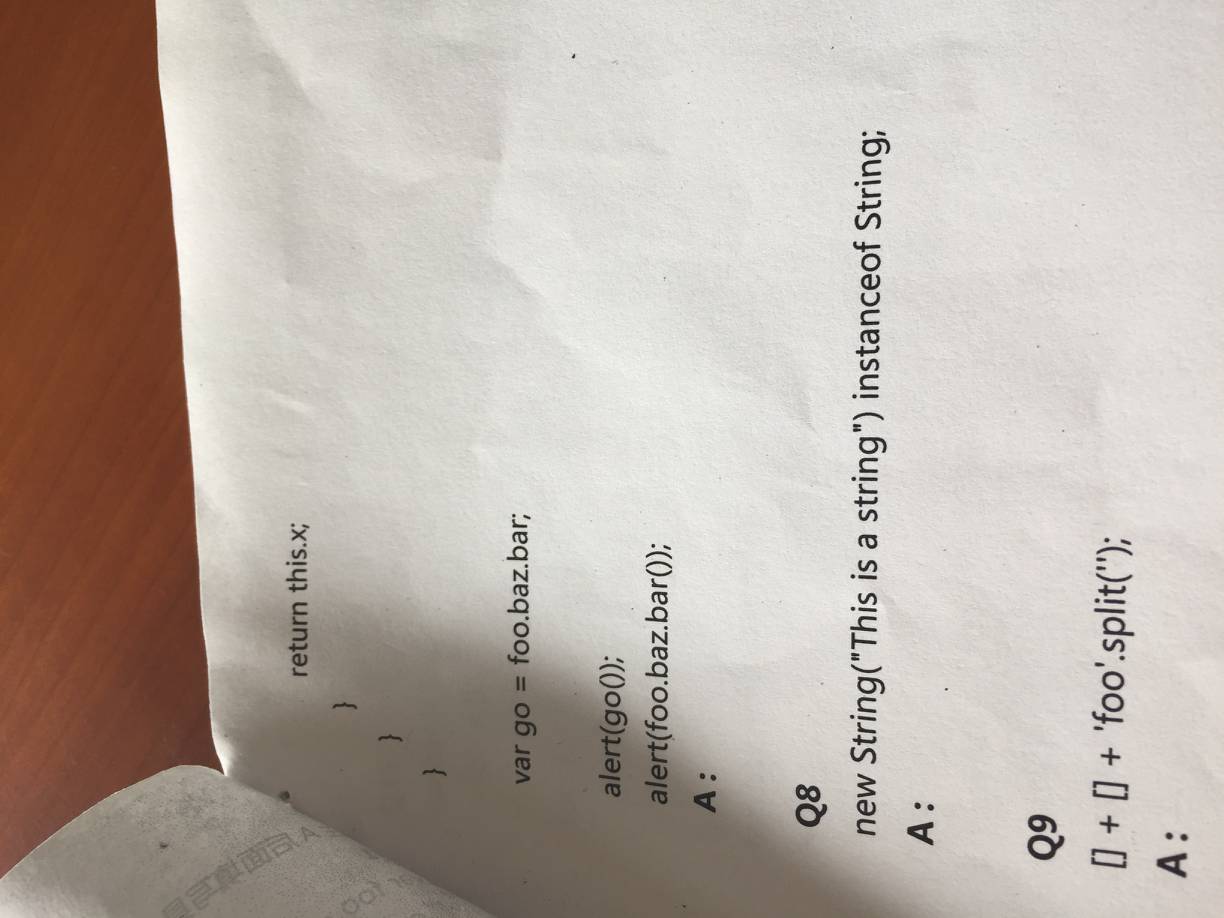 return this.x;
}
}
}
var go = foo.baz.bar;
alert(go());
alert(foo.baz.bar());
A :
Q8
new String("This is a string") instanceof String;
A :
Q9
[] + [] + 'foo'.split('');
A :